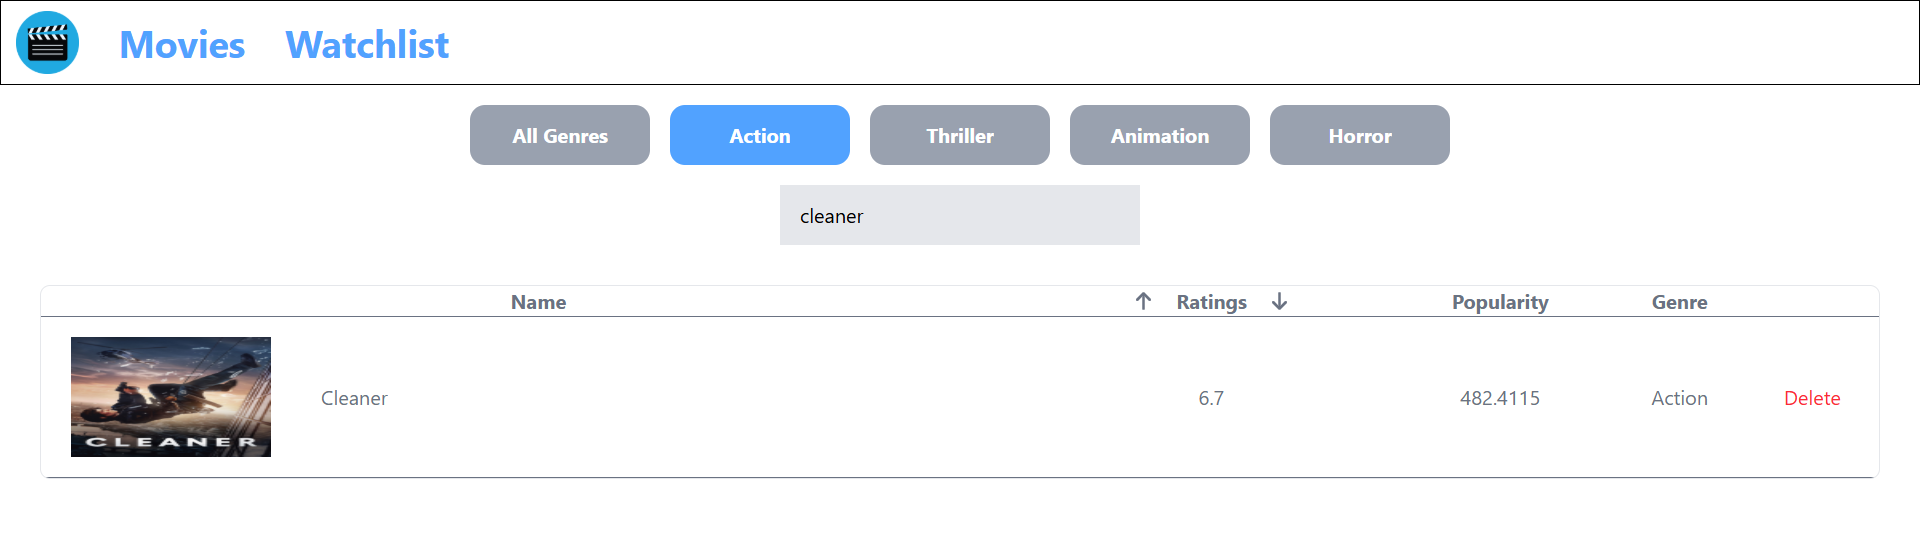 Movies Watchlist
All Genres Action Thriller Animation Horror
cleaner
Name Ratings Popularity Genre
CLEANER
Cleaner 6.7 482.4115 Action Delete